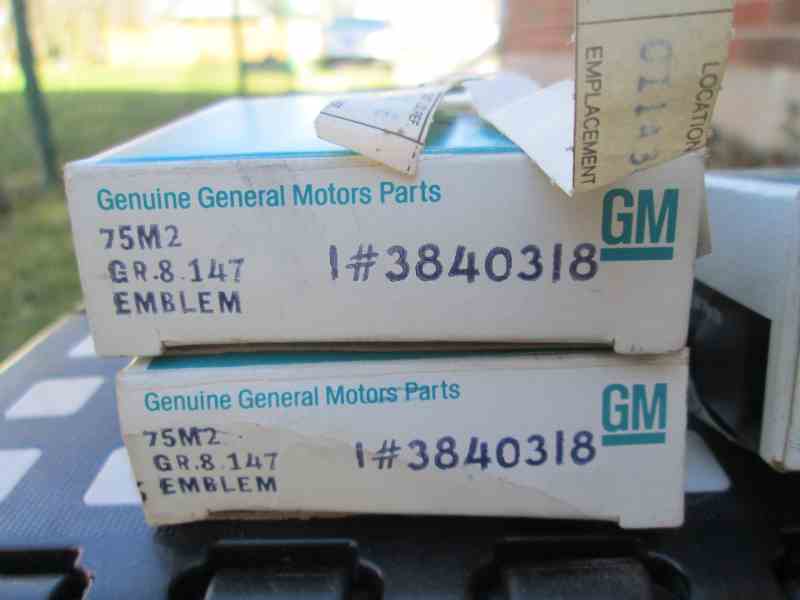 LOCATION
C1143
EMPLACEMENT
Genuine General Motors Parts
GM
75M2
GR.8.147
EMBLEM
1#3840318
Genuine General Motors Parts
GM
75M2
GR.8.147
EMBLEM
1#3840318